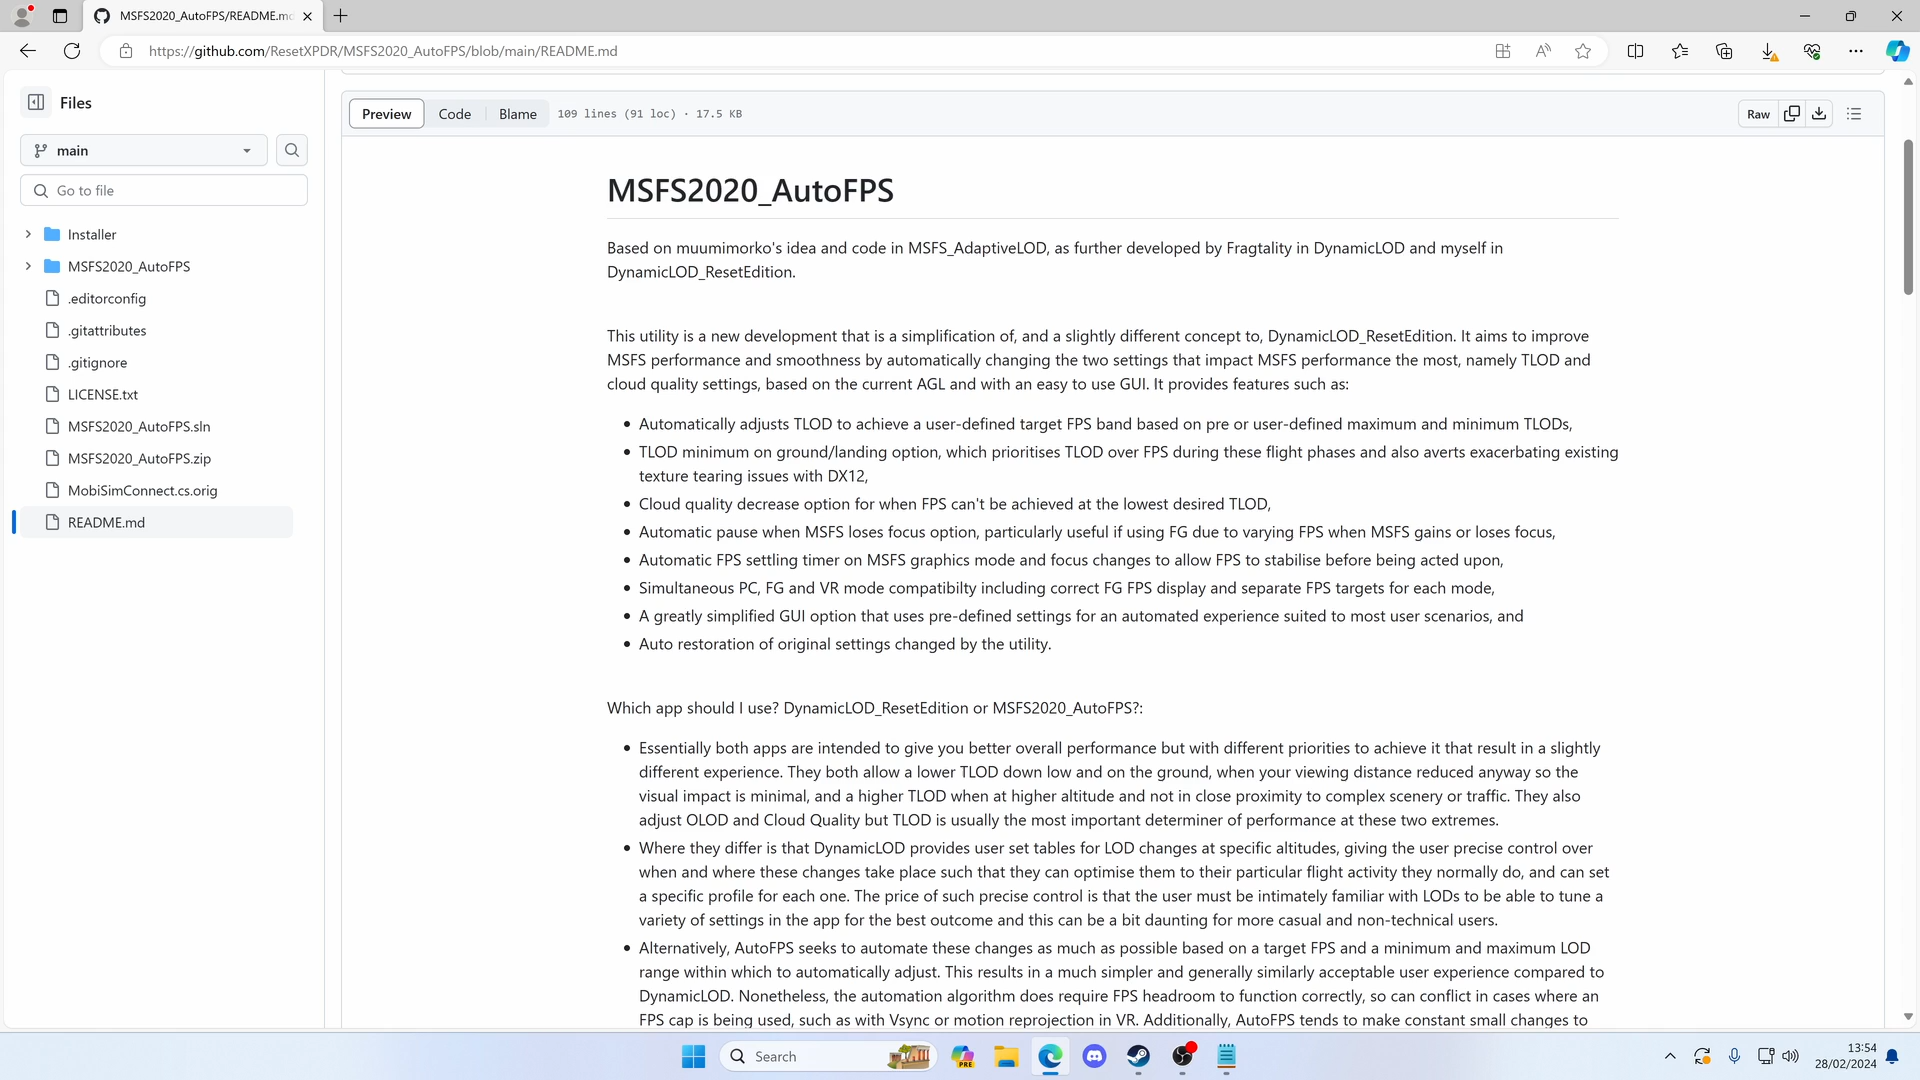 MSFS2020_AutoFPS/README.md
https://github.com/ResetXPDR/MSFS2020_AutoFPS/blob/main/README.md
Files
main
Go to file
Installer
MSFS2020_AutoFPS
.editorconfig
.gitattributes
.gitignore
LICENSE.txt
MSFS2020_AutoFPS.sln
MSFS2020_AutoFPS.zip
MobiSimConnect.cs.orig
README.md
Preview
Code
Blame
109 lines (91 loc) · 17.5 KB
Raw
MSFS2020_AutoFPS
Based on muumimorko's idea and code in MSFS_AdaptiveLOD, as further developed by Fragtality in DynamicLOD and myself in
DynamicLOD_ResetEdition.
This utility is a new development that is a simplification of, and a slightly different concept to, DynamicLOD_ResetEdition. It aims to improve
MSFS performance and smoothness by automatically changing the two settings that impact MSFS performance the most, namely TLOD and
cloud quality settings, based on the current AGL and with an easy to use GUI. It provides features such as:
• Automatically adjusts TLOD to achieve a user-defined target FPS band based on pre or user-defined maximum and minimum TLODs,
• TLOD minimum on ground/landing option, which prioritises TLOD over FPS during these flight phases and also averts exacerbating existing
texture tearing issues with DX12,
• Cloud quality decrease option for when FPS can't be achieved at the lowest desired TLOD,
• Automatic pause when MSFS loses focus option, particularly useful if using FG due to varying FPS when MSFS gains or loses focus,
• Automatic FPS settling timer on MSFS graphics mode and focus changes to allow FPS to stabilise before being acted upon,
• Simultaneous PC, FG and VR mode compatibilty including correct FG FPS display and separate FPS targets for each mode,
• A greatly simplified GUI option that uses pre-defined settings for an automated experience suited to most user scenarios, and
• Auto restoration of original settings changed by the utility.
Which app should I use? DynamicLOD_ResetEdition or MSFS2020_AutoFPS?:
• Essentially both apps are intended to give you better overall performance but with different priorities to achieve it that result in a slightly
different experience. They both allow a lower TLOD down low and on the ground, when your viewing distance reduced anyway so the
visual impact is minimal, and a higher TLOD when at higher altitude and not in close proximity to complex scenery or traffic. They also
adjust OLOD and Cloud Quality but TLOD is usually the most important determiner of performance at these two extremes.
• Where they differ is that DynamicLOD provides user set tables for LOD changes at specific altitudes, giving the user precise control over
when and where these changes take place such that they can optimise them to their particular flight activity they normally do, and can set
a specific profile for each one. The price of such precise control is that the user must be intimately familiar with LODs to be able to tune a
variety of settings in the app for the best outcome and this can be a bit daunting for more casual and non-technical users.
• Alternatively, AutoFPS seeks to automate these changes as much as possible based on a target FPS and a minimum and maximum LOD
range within which to automatically adjust. This results in a much simpler and generally similarly acceptable user experience compared to
DynamicLOD. Nonetheless, the automation algorithm does require FPS headroom to function correctly, so can conflict in cases where an
FPS cap is being used, such as with Vsync or motion reprojection in VR. Additionally, AutoFPS tends to make constant small changes to
Search
PRE
13:54
28/02/2024